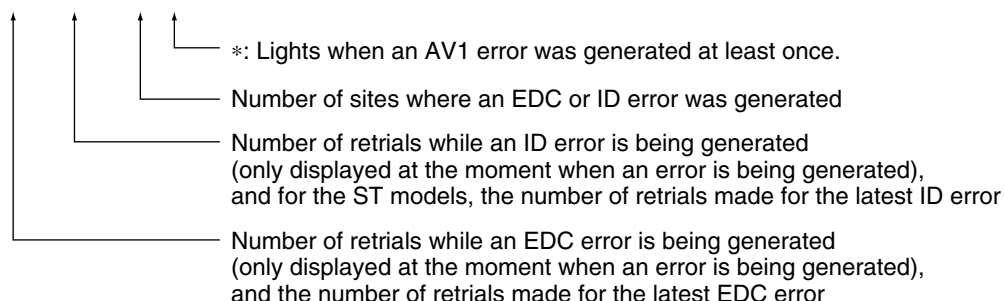 *: Lights when an AV1 error was generated at least once.
Number of sites where an EDC or ID error was generated
Number of retrials while an ID error is being generated
(only displayed at the moment when an error is being generated),
and for the ST models, the number of retrials made for the latest ID error
Number of retrials while an EDC error is being generated
(only displayed at the moment when an error is being generated),
and the number of retrials made for the latest EDC error